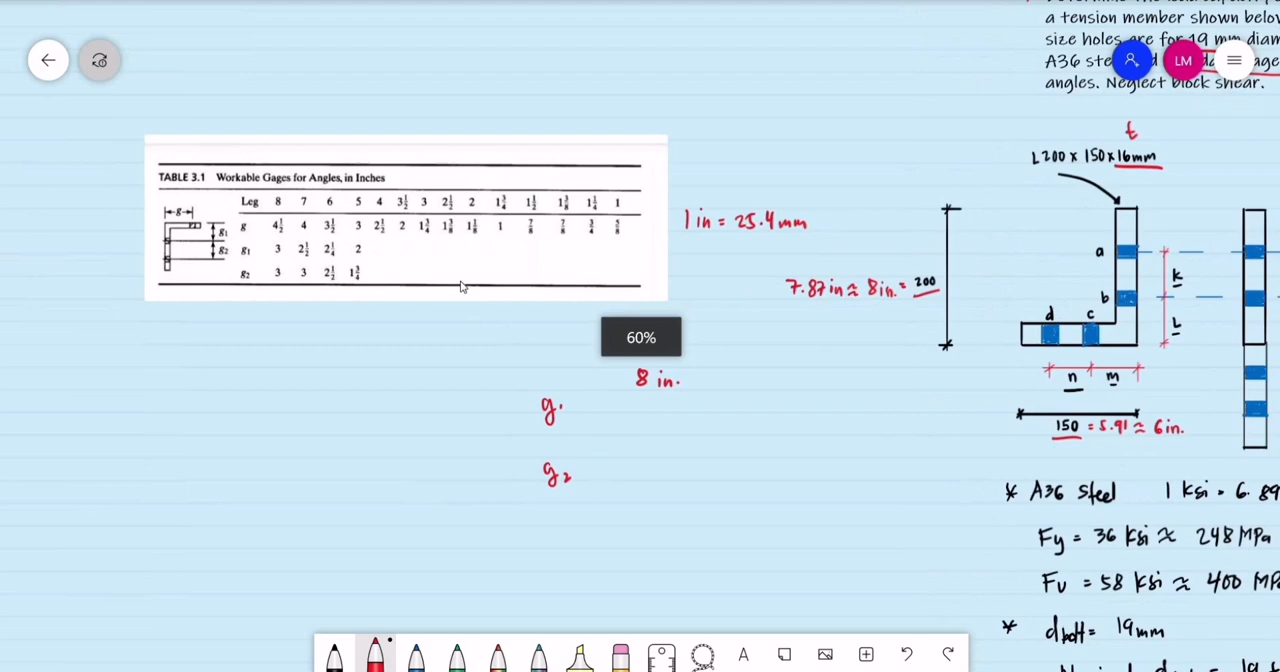 a tension member shown below
size holes are for 19 mm diam
A36 ste
angles. Neglect block shear.
LM
t
L200 x 150 x 16mm
TABLE 3.1 Workable Gages for Angles, in Inches
Leg 8 7 6 5 4 3½ 3 2½ 2 1¾ 1½ 1⅜ 1¼ 1
g 4½ 4 3½ 3 2½ 2 1¾ 1⅜ 1⅛ 1 ⅞ ⅞ ¾ ⅝
g1 3 2½ 2¼ 2
g2 3 3 2½ 1¾
g
g1
g2
1 in = 25.4 mm
7.87 in ≈ 8 in. = 200
a
b
k
L
d c
n m
150 = 5.91 ≈ 6 in.
60%
8 in.
g1
g2
* A36 steel 1 ksi = 6.89
Fy = 36 ksi ≈ 248 MPa
Fu = 58 ksi ≈ 400 MP
* dbolt = 19mm
A